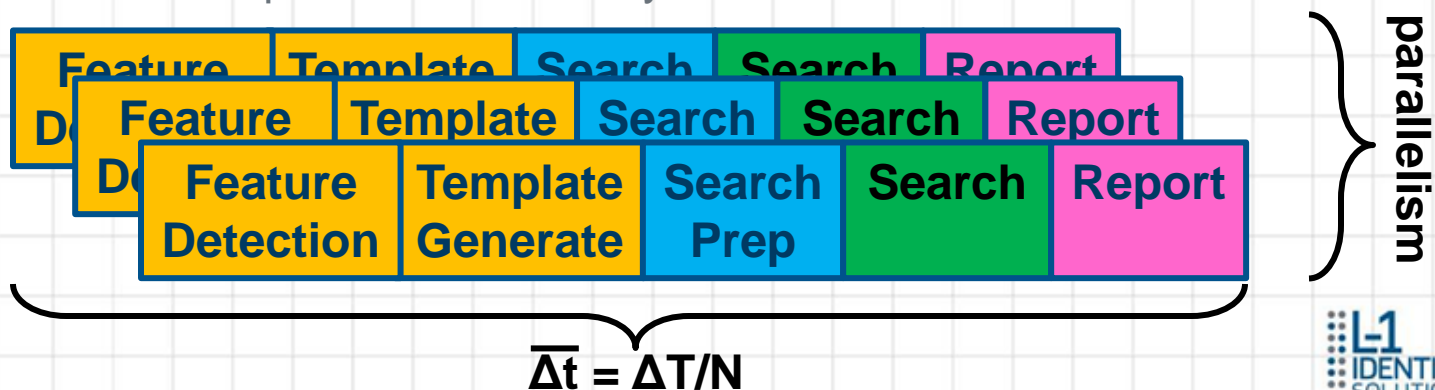 Feature Template Search Search Report
Feature Template Search Search Report
Feature Template Search Search Report
Detection Generate Prep
parallelism
Δt = ΔT/N
L-1